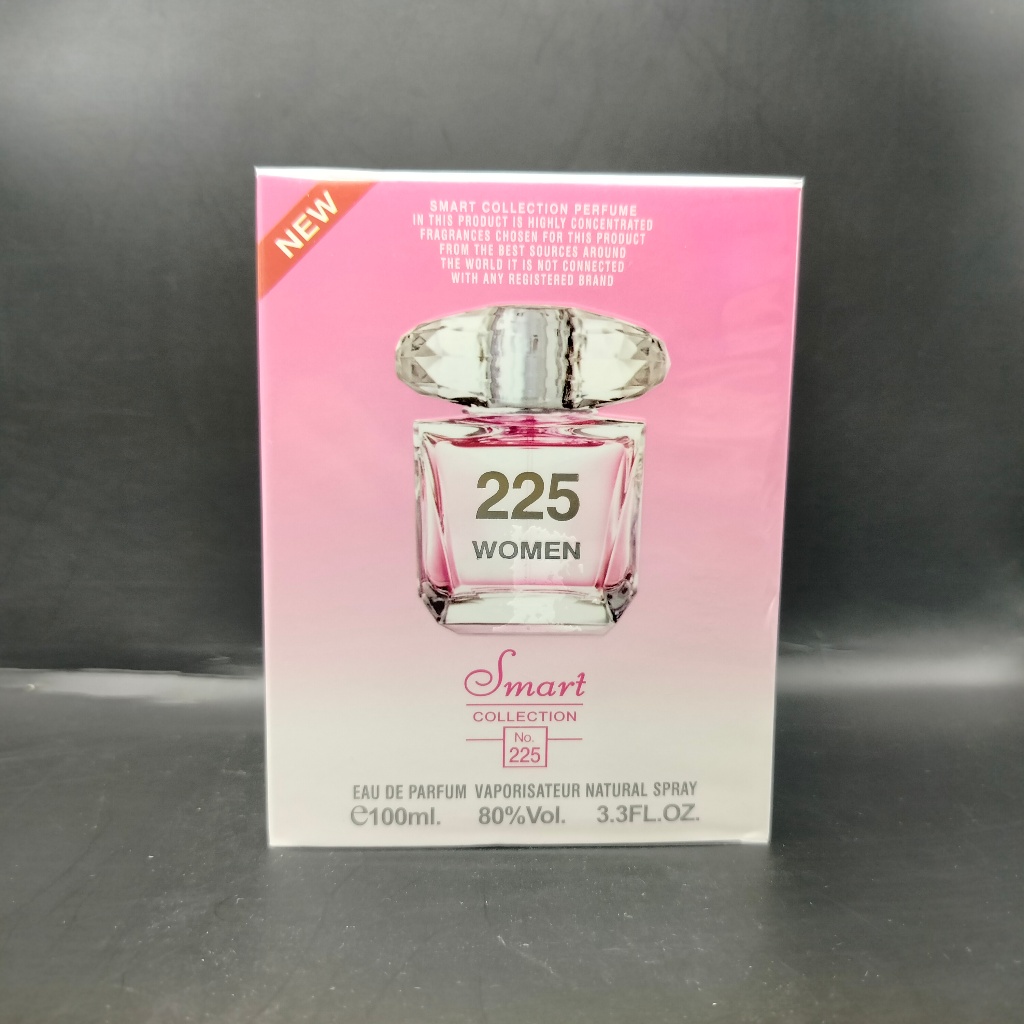 NEW
SMART COLLECTION PERFUME
IN THIS PRODUCT IS HIGHLY CONCENTRATED
FRAGRANCES CHOSEN FOR THIS PRODUCT
FROM THE BEST SOURCES AROUND
THE WORLD IT IS NOT CONNECTED
WITH ANY REGISTERED BRAND
225
WOMEN
Smart
COLLECTION
No.
225
EAU DE PARFUM VAPORISATEUR NATURAL SPRAY
℮100ml. 80%Vol. 3.3FL.OZ.